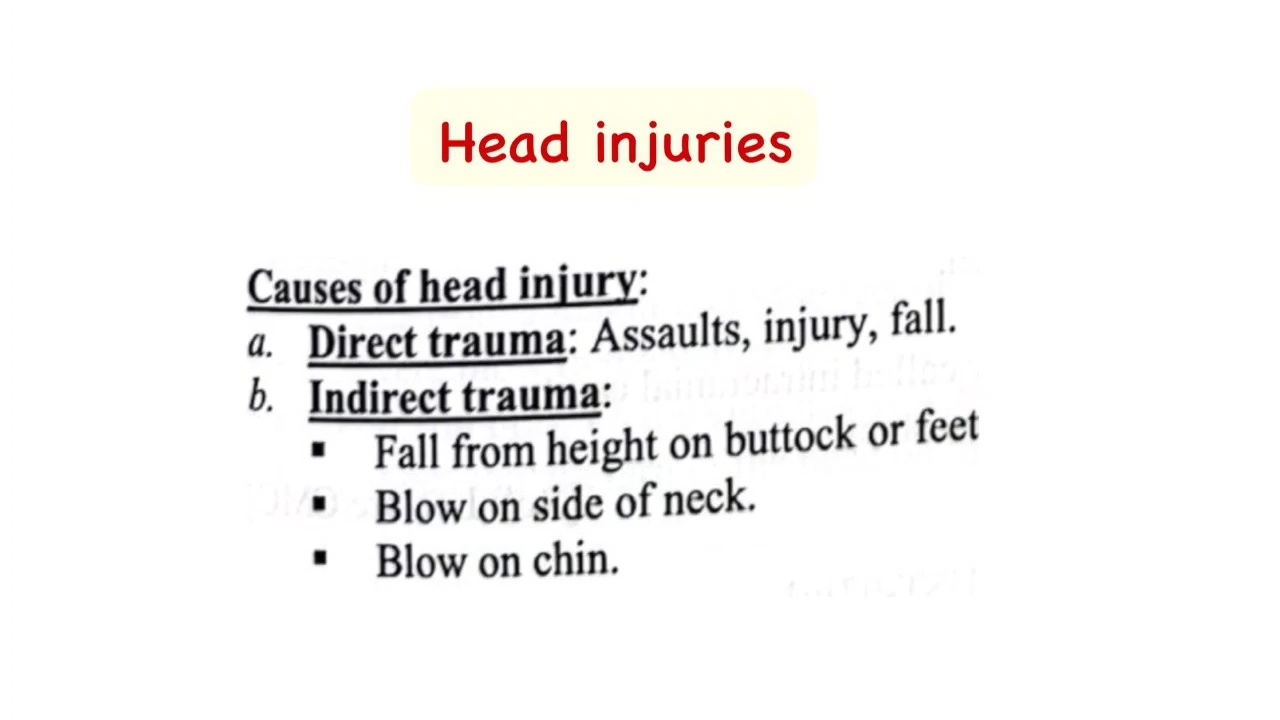 Head injuries
Causes of head injury:
a. Direct trauma: Assaults, injury, fall.
b. Indirect trauma:
▪ Fall from height on buttock or feet
▪ Blow on side of neck.
▪ Blow on chin.